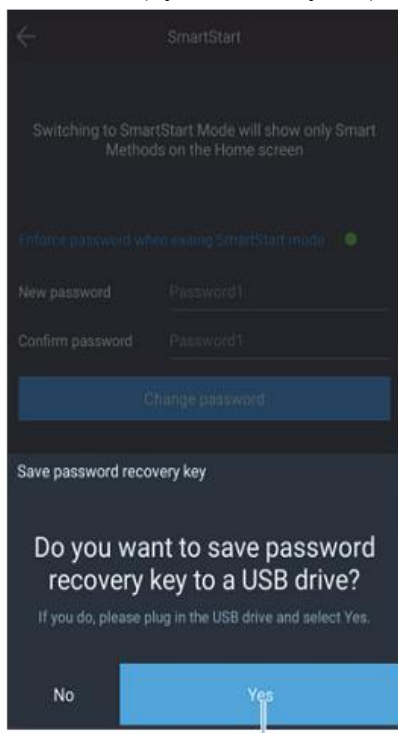 SmartStart
Switching to SmartStart Mode will show only Smart
Methods on the Home screen
Enforce password when exiting SmartStart mode
New password
Password1
Confirm password
Password1
Change password
Save password recovery key
Do you want to save password
recovery key to a USB drive?
If you do, please plug in the USB drive and select Yes.
No
Yes